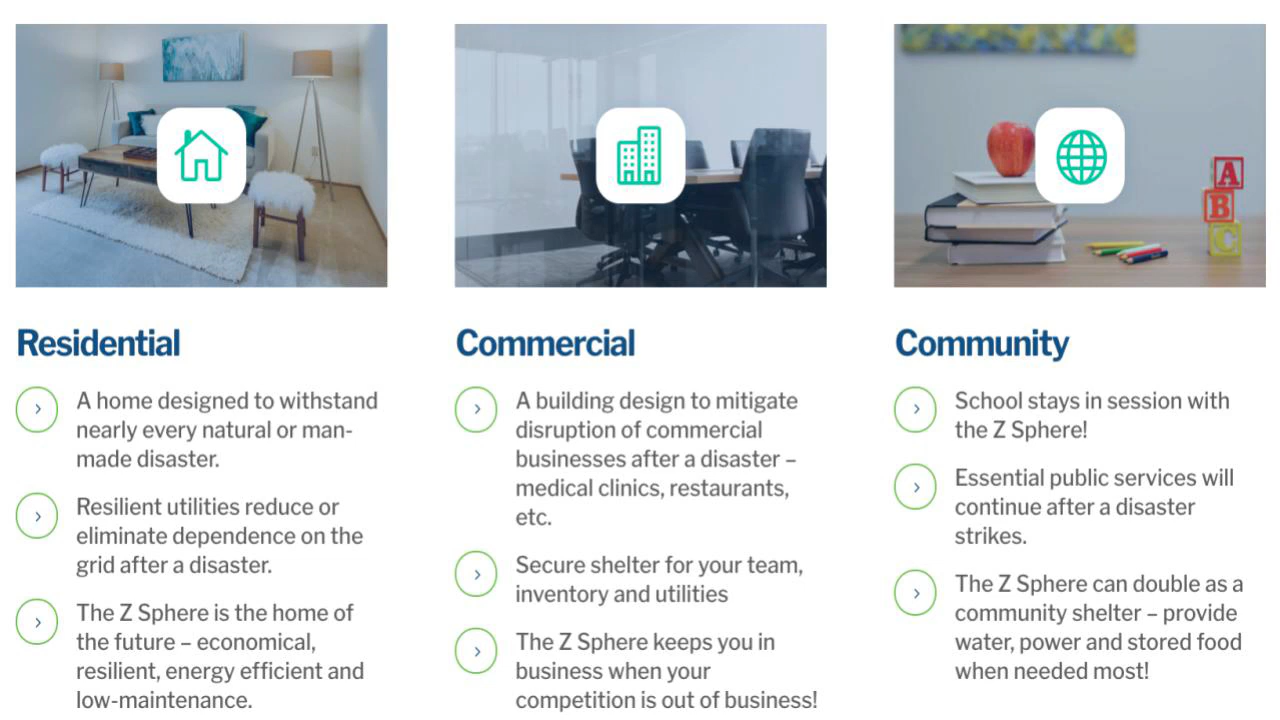 A
B
C
Residential
A home designed to withstand
nearly every natural or man-
made disaster.
Resilient utilities reduce or
eliminate dependence on the
grid after a disaster.
The Z Sphere is the home of
the future – economical,
resilient, energy efficient and
low-maintenance.
Commercial
A building design to mitigate
disruption of commercial
businesses after a disaster –
medical clinics, restaurants,
etc.
Secure shelter for your team,
inventory and utilities
The Z Sphere keeps you in
business when your
competition is out of business!
Community
School stays in session with
the Z Sphere!
Essential public services will
continue after a disaster
strikes.
The Z Sphere can double as a
community shelter – provide
water, power and stored food
when needed most!